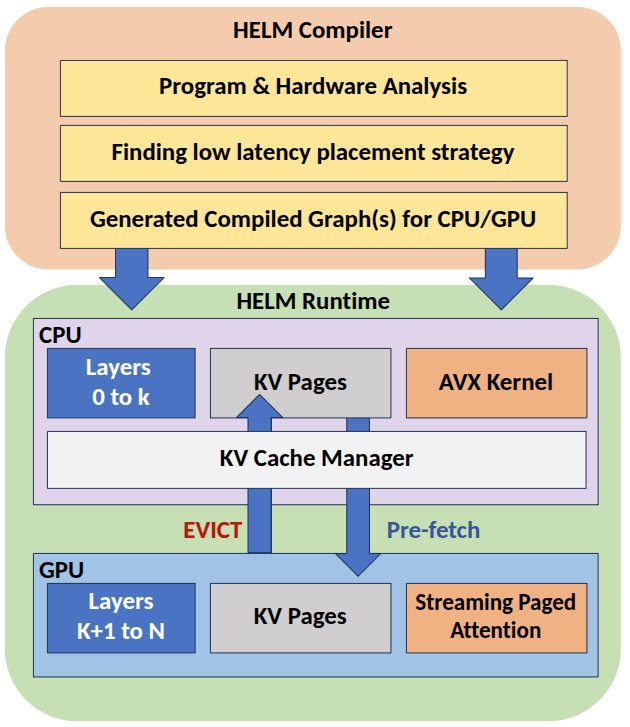 HELM Compiler
Program & Hardware Analysis
Finding low latency placement strategy
Generated Compiled Graph(s) for CPU/GPU
HELM Runtime
CPU
Layers
0 to k
KV Pages
AVX Kernel
KV Cache Manager
EVICT
Pre-fetch
GPU
Layers
K+1 to N
KV Pages
Streaming Paged
Attention